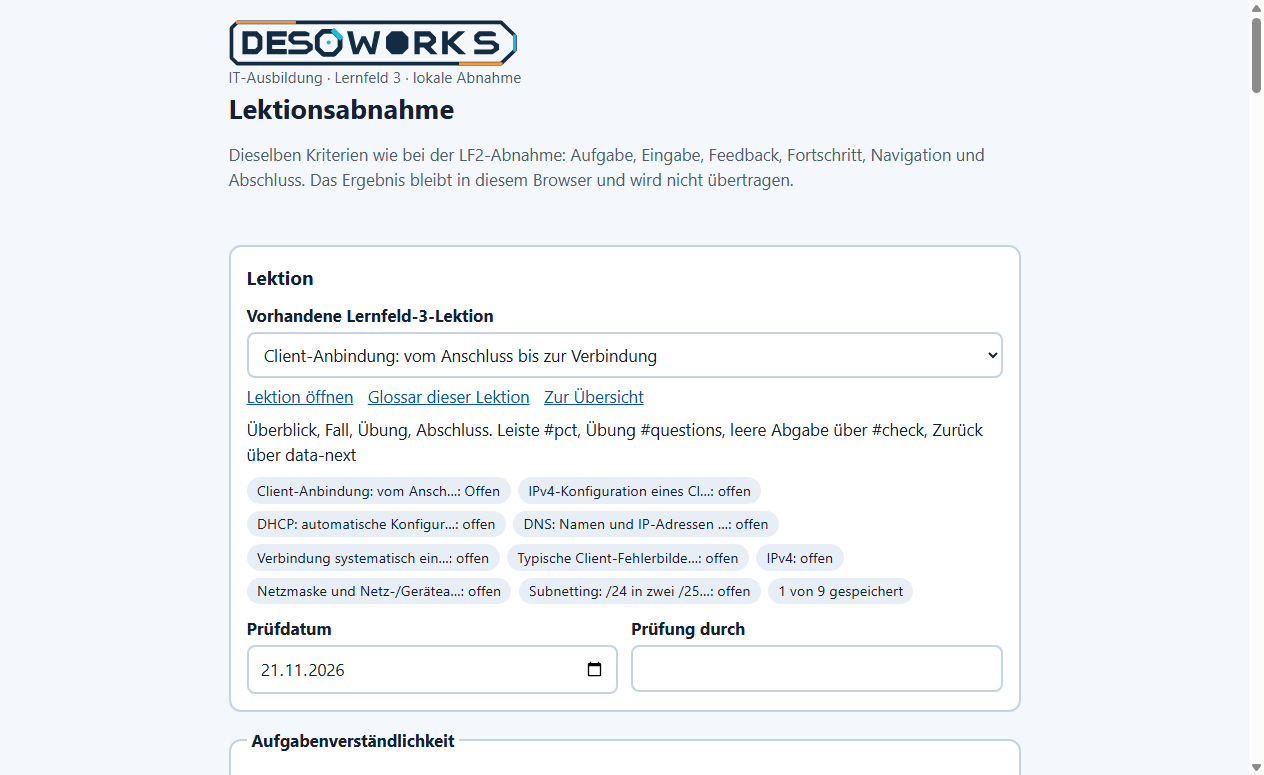 DESOWORKS
IT-Ausbildung · Lernfeld 3 · lokale Abnahme
Lektionsabnahme
Dieselben Kriterien wie bei der LF2-Abnahme: Aufgabe, Eingabe, Feedback, Fortschritt, Navigation und
Abschluss. Das Ergebnis bleibt in diesem Browser und wird nicht übertragen.
Lektion
Vorhandene Lernfeld-3-Lektion
Client-Anbindung: vom Anschluss bis zur Verbindung
Lektion öffnen Glossar dieser Lektion Zur Übersicht
Überblick, Fall, Übung, Abschluss. Leiste #pct, Übung #questions, leere Abgabe über #check, Zurück
über data-next
Client-Anbindung: vom Ansch...: Offen IPv4-Konfiguration eines Cl...: offen
DHCP: automatische Konfigur...: offen DNS: Namen und IP-Adressen ...: offen
Verbindung systematisch ein...: offen Typische Client-Fehlerbilde...: offen IPv4: offen
Netzmaske und Netz-/Gerätea...: offen Subnetting: /24 in zwei /25...: offen 1 von 9 gespeichert
Prüfdatum Prüfung durch
21.11.2026
Aufgabenverständlichkeit